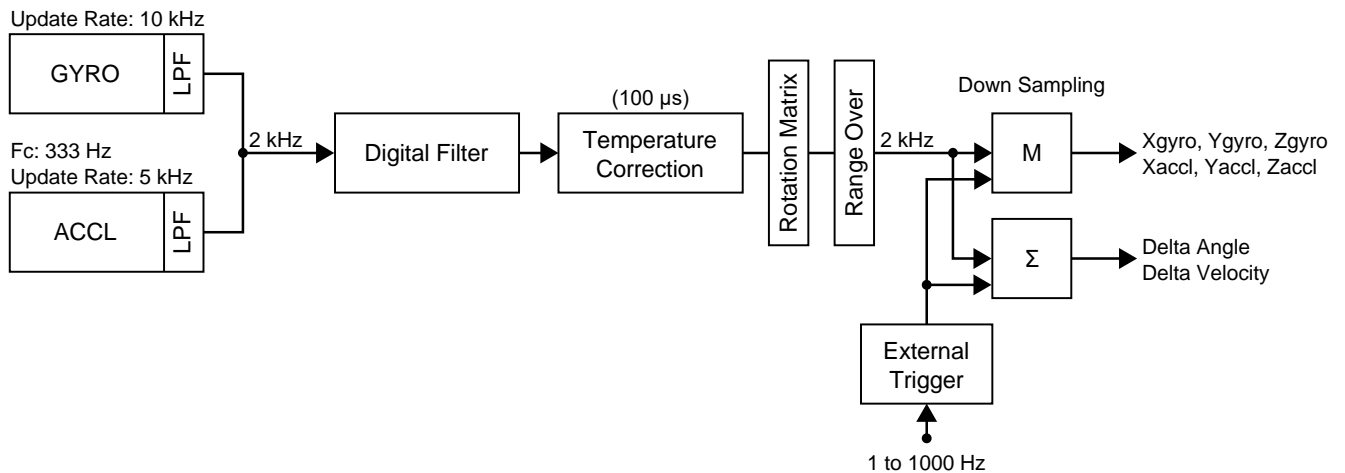 Update Rate: 10 kHz
GYRO
LPF
Fc: 333 Hz
Update Rate: 5 kHz
ACCL
LPF
2 kHz
Digital Filter
(100 µs)
Temperature
Correction
Rotation Matrix
Range Over
2 kHz
Down Sampling
M
Xgyro, Ygyro, Zgyro
Xaccl, Yaccl, Zaccl
Σ
Delta Angle
Delta Velocity
External
Trigger
1 to 1000 Hz